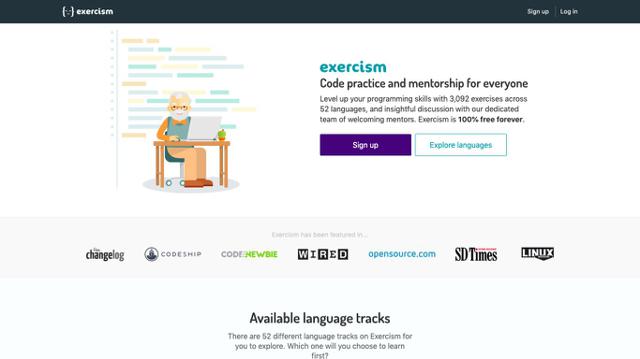 exercism
Sign up
Log in
exercism
Code practice and mentorship for everyone
Level up your programming skills with 3,092 exercises across
52 languages, and insightful discussion with our dedicated
team of welcoming mentors. Exercism is 100% free forever.
Sign up
Explore languages
Exercism has been featured in...
the changelog
CODESHIP
CODE NEWBIE
WIRED
opensource.com
SD Times
LINUX
Available language tracks
There are 52 different language tracks on Exercism for
you to explore. Which one will you choose to learn
first?